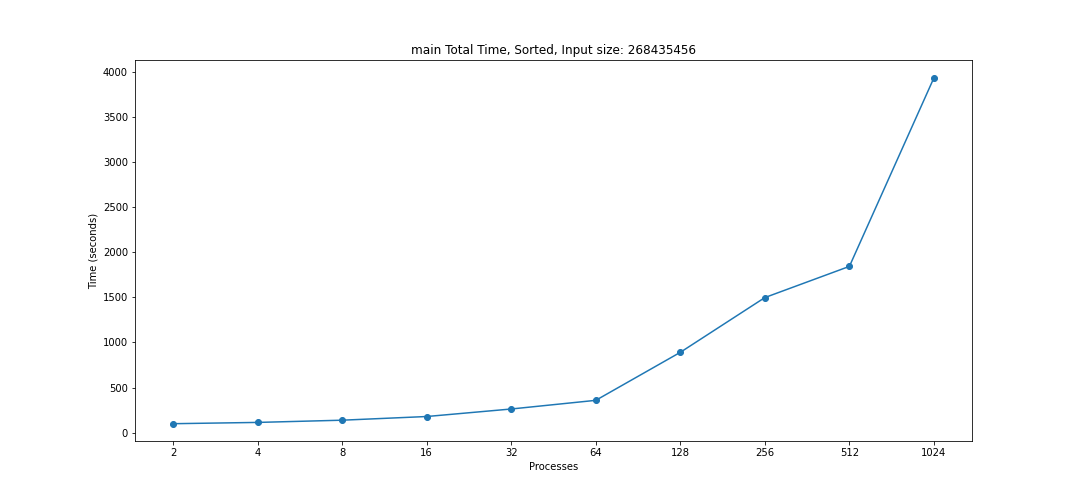 main Total Time, Sorted, Input size: 268435456
4000
3500
3000
2500
2000
1500
1000
500
0
Time (seconds)
2 4 8 16 32 64 128 256 512 1024
Processes